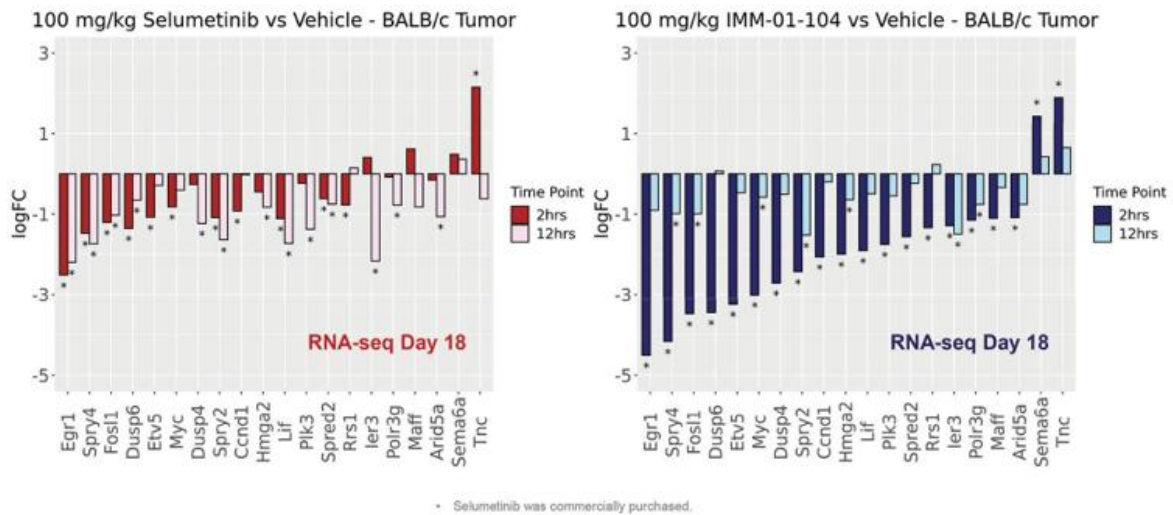 100 mg/kg Selumetinib vs Vehicle - BALB/c Tumor
3
1
-1
-3
-5
logFC
* * * * * * * * * * * * * * * * * * * * * * * *
RNA-seq Day 18
Egr1
Spry4
Fosl1
Dusp6
Etv5
Myc
Dusp4
Spry2
Ccnd1
Hmga2
Lif
Plk3
Spred2
Rrs1
Ier3
Polr3g
Maff
Arid5a
Sema6a
Tnc
Time Point
2hrs
12hrs
100 mg/kg IMM-01-104 vs Vehicle - BALB/c Tumor
3
1
-1
-3
-5
logFC
* * * * * * * * * * * * * * * * * * * * * * * * * * *
RNA-seq Day 18
Egr1
Spry4
Fosl1
Dusp6
Etv5
Myc
Dusp4
Spry2
Ccnd1
Hmga2
Lif
Plk3
Spred2
Rrs1
Ier3
Polr3g
Maff
Arid5a
Sema6a
Tnc
Time Point
2hrs
12hrs
• Selumetinib was commercially purchased.